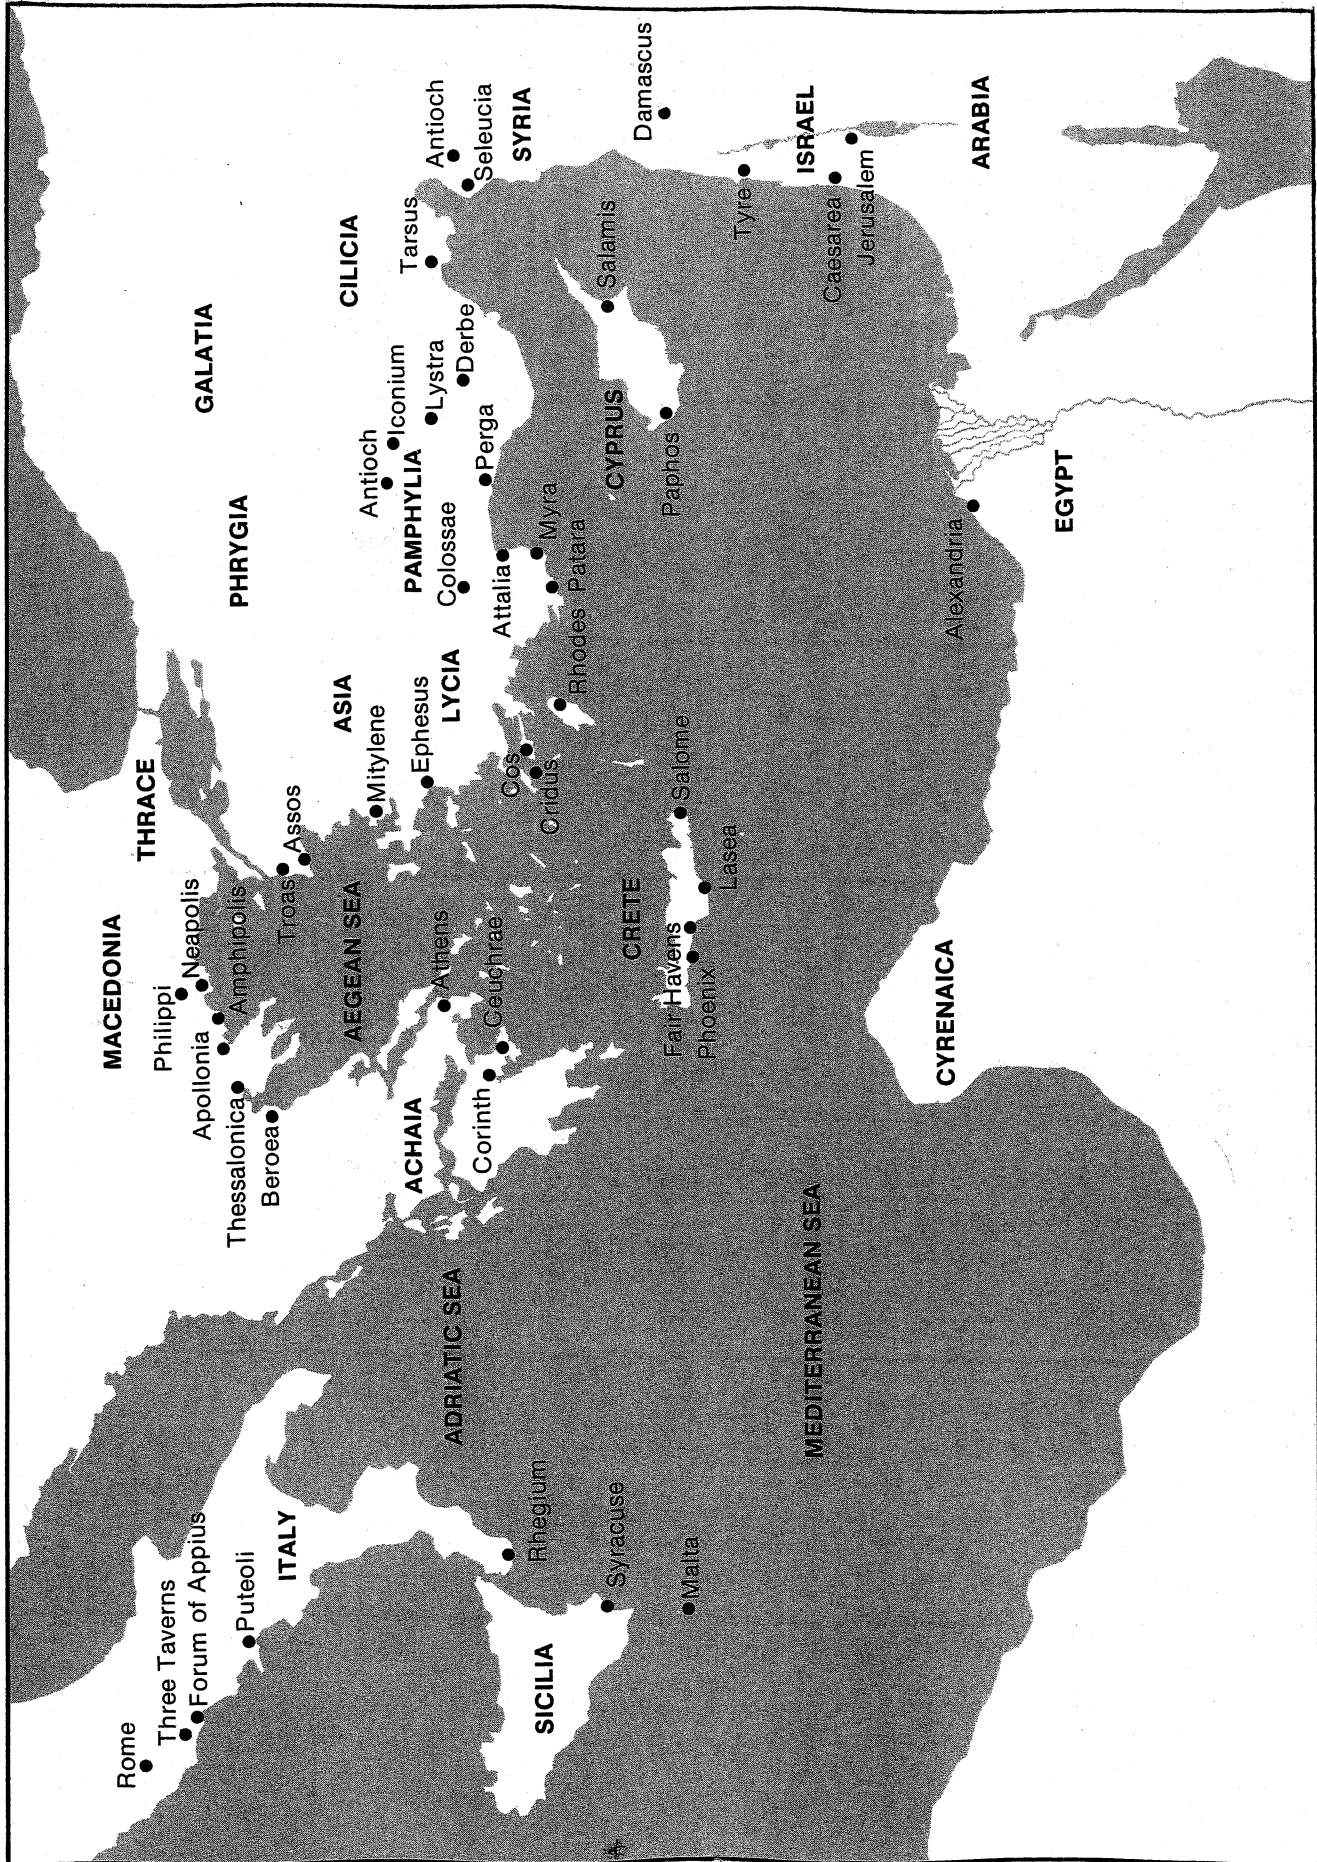 MACEDONIA
THRACE
PHRYGIA
GALATIA
Rome
Three Taverns
Forum of Appius
Puteoli
ITALY
Philippi
Neapolis
Apollonia
Amphipolis
Thessalonica
Beroea
Troas
Assos
AEGEAN SEA
ASIA
Mitylene
Antioch
Iconium
CILICIA
ACHAIA
Athens
Ephesus
LYCIA
PAMPHYLIA
Colossae
Lystra
Derbe
Tarsus
Antioch
Seleucia
SYRIA
ADRIATIC SEA
Corinth
Ceuchrae
Cos
Cridus
Attalia
Perga
Myra
Patara
Rhodes
Rhegium
SICILIA
Syracuse
Malta
CRETE
Fair Havens
Phoenix
Lasea
Salome
CYPRUS
Paphos
Salamis
Damascus
Tyre
ISRAEL
Caesarea
Jerusalem
MEDITERRANEAN SEA
CYRENAICA
Alexandria
EGYPT
ARABIA